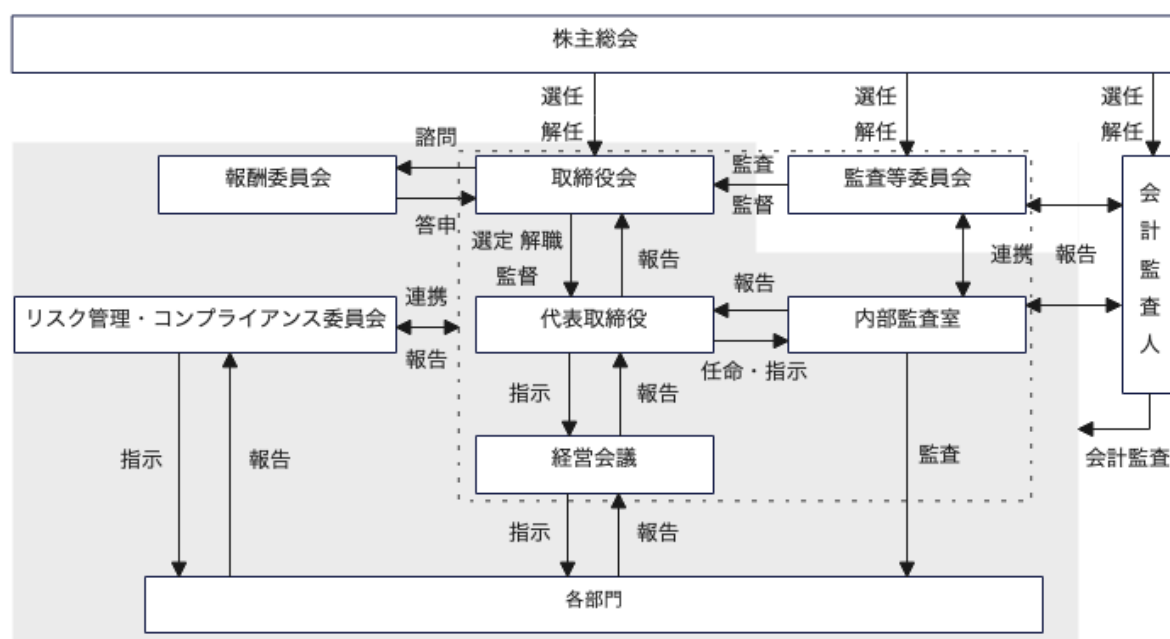 株主総会
選任
解任
選任
解任
選任
解任
諮問
報酬委員会
答申
取締役会
監査
監督
監査等委員会
会計監査人
選定 解職
監督
報告
連携
報告
リスク管理・コンプライアンス委員会
連携
報告
代表取締役
報告
任命・指示
内部監査室
指示
報告
経営会議
会計監査
指示
報告
監査
指示
報告
各部門